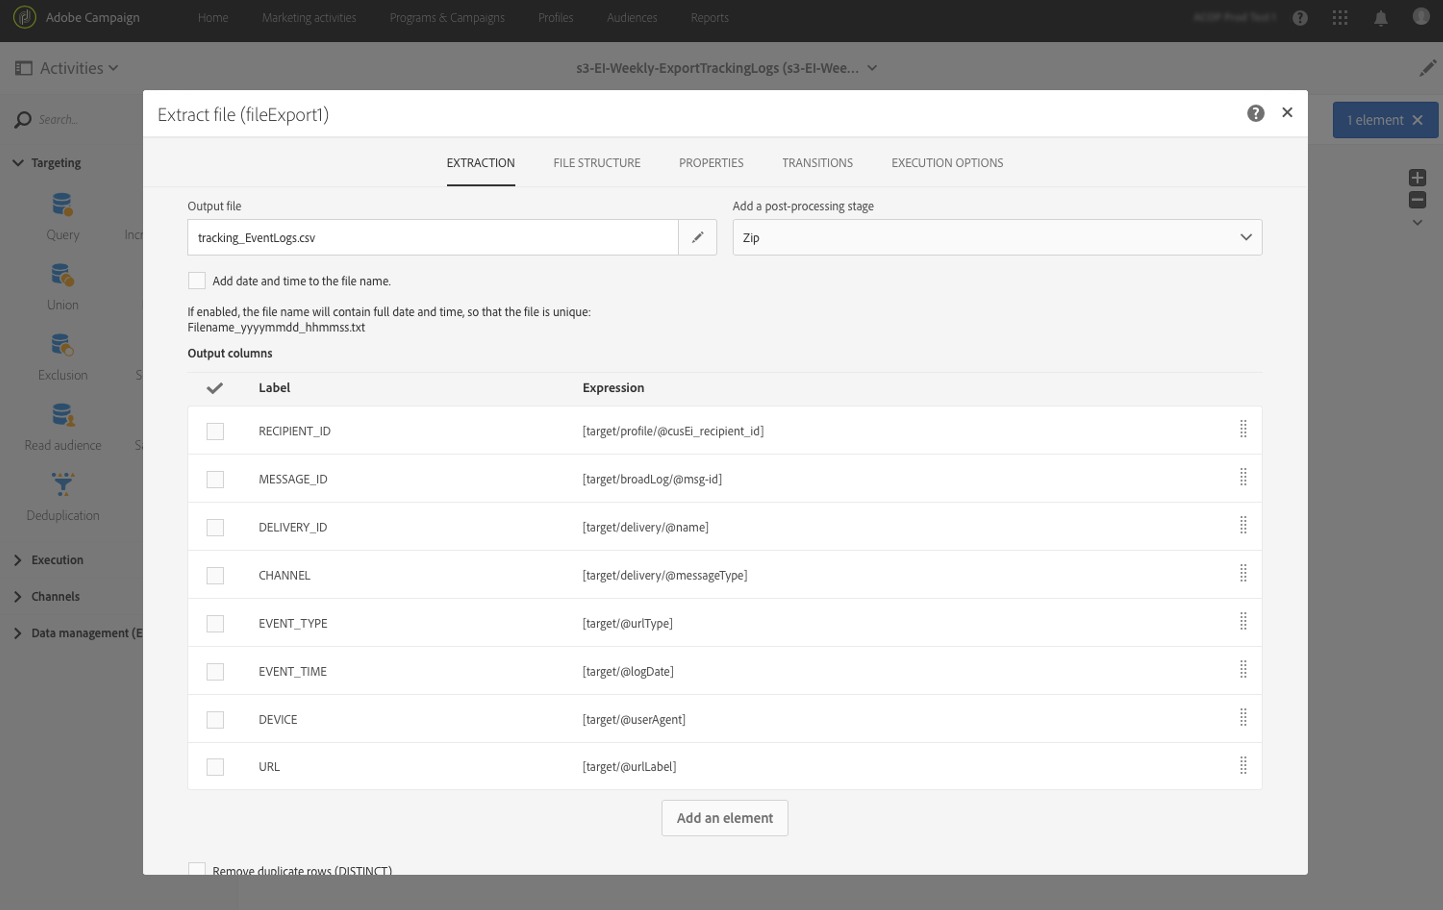 Adobe Campaign
Home
Marketing activities
Programs & Campaigns
Profiles
Audiences
Reports
Activities
s3-EI-Weekly-ExportTrackingLogs (s3-EI-Wee...
Search..
1 element
Targeting
Query
Union
Exclusion
Read audience
Deduplication
Execution
Channels
Data management (E
Extract file (fileExport1)
EXTRACTION
FILE STRUCTURE
PROPERTIES
TRANSITIONS
EXECUTION OPTIONS
Output file
Add a post-processing stage
tracking_EventLogs.csv
Zip
Add date and time to the file name.
If enabled, the file name will contain full date and time, so that the file is unique:
Filename_yyyymmdd_hhmmss.txt
Output columns
Label Expression
RECIPIENT_ID [target/profile/@cusEi_recipient_id]
MESSAGE_ID [target/broadLog/@msg-id]
DELIVERY_ID [target/delivery/@name]
CHANNEL [target/delivery/@messageType]
EVENT_TYPE [target/@urlType]
EVENT_TIME [target/@logDate]
DEVICE [target/@userAgent]
URL [target/@urlLabel]
Add an element
Remove duplicate rows (DISTINCT)